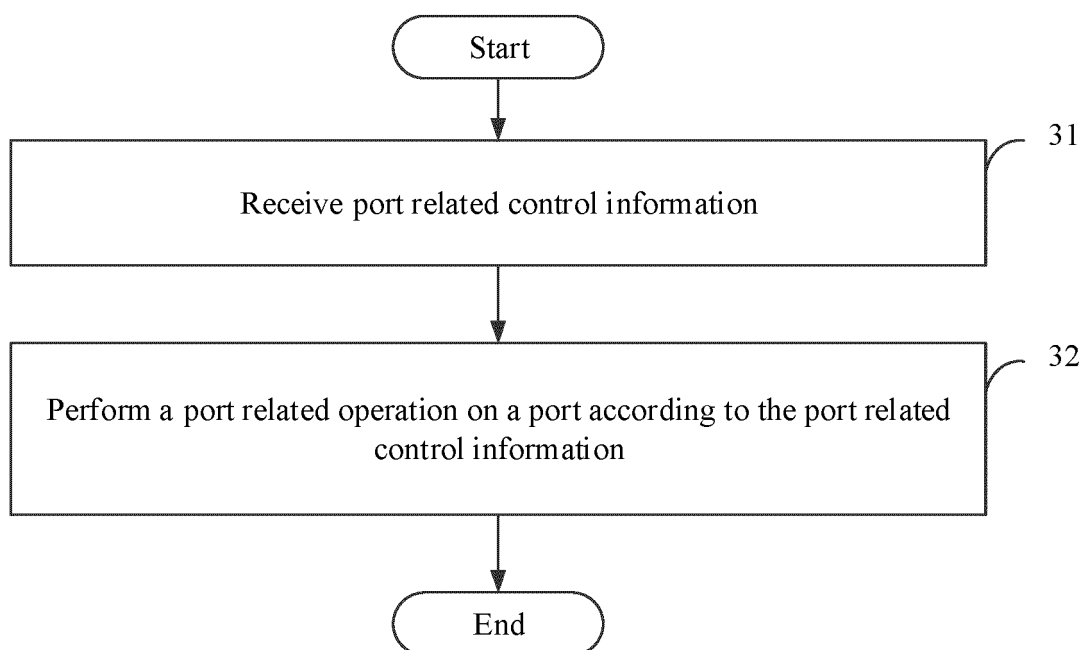 Start
31
Receive port related control information
32
Perform a port related operation on a port according to the port related
control information
End